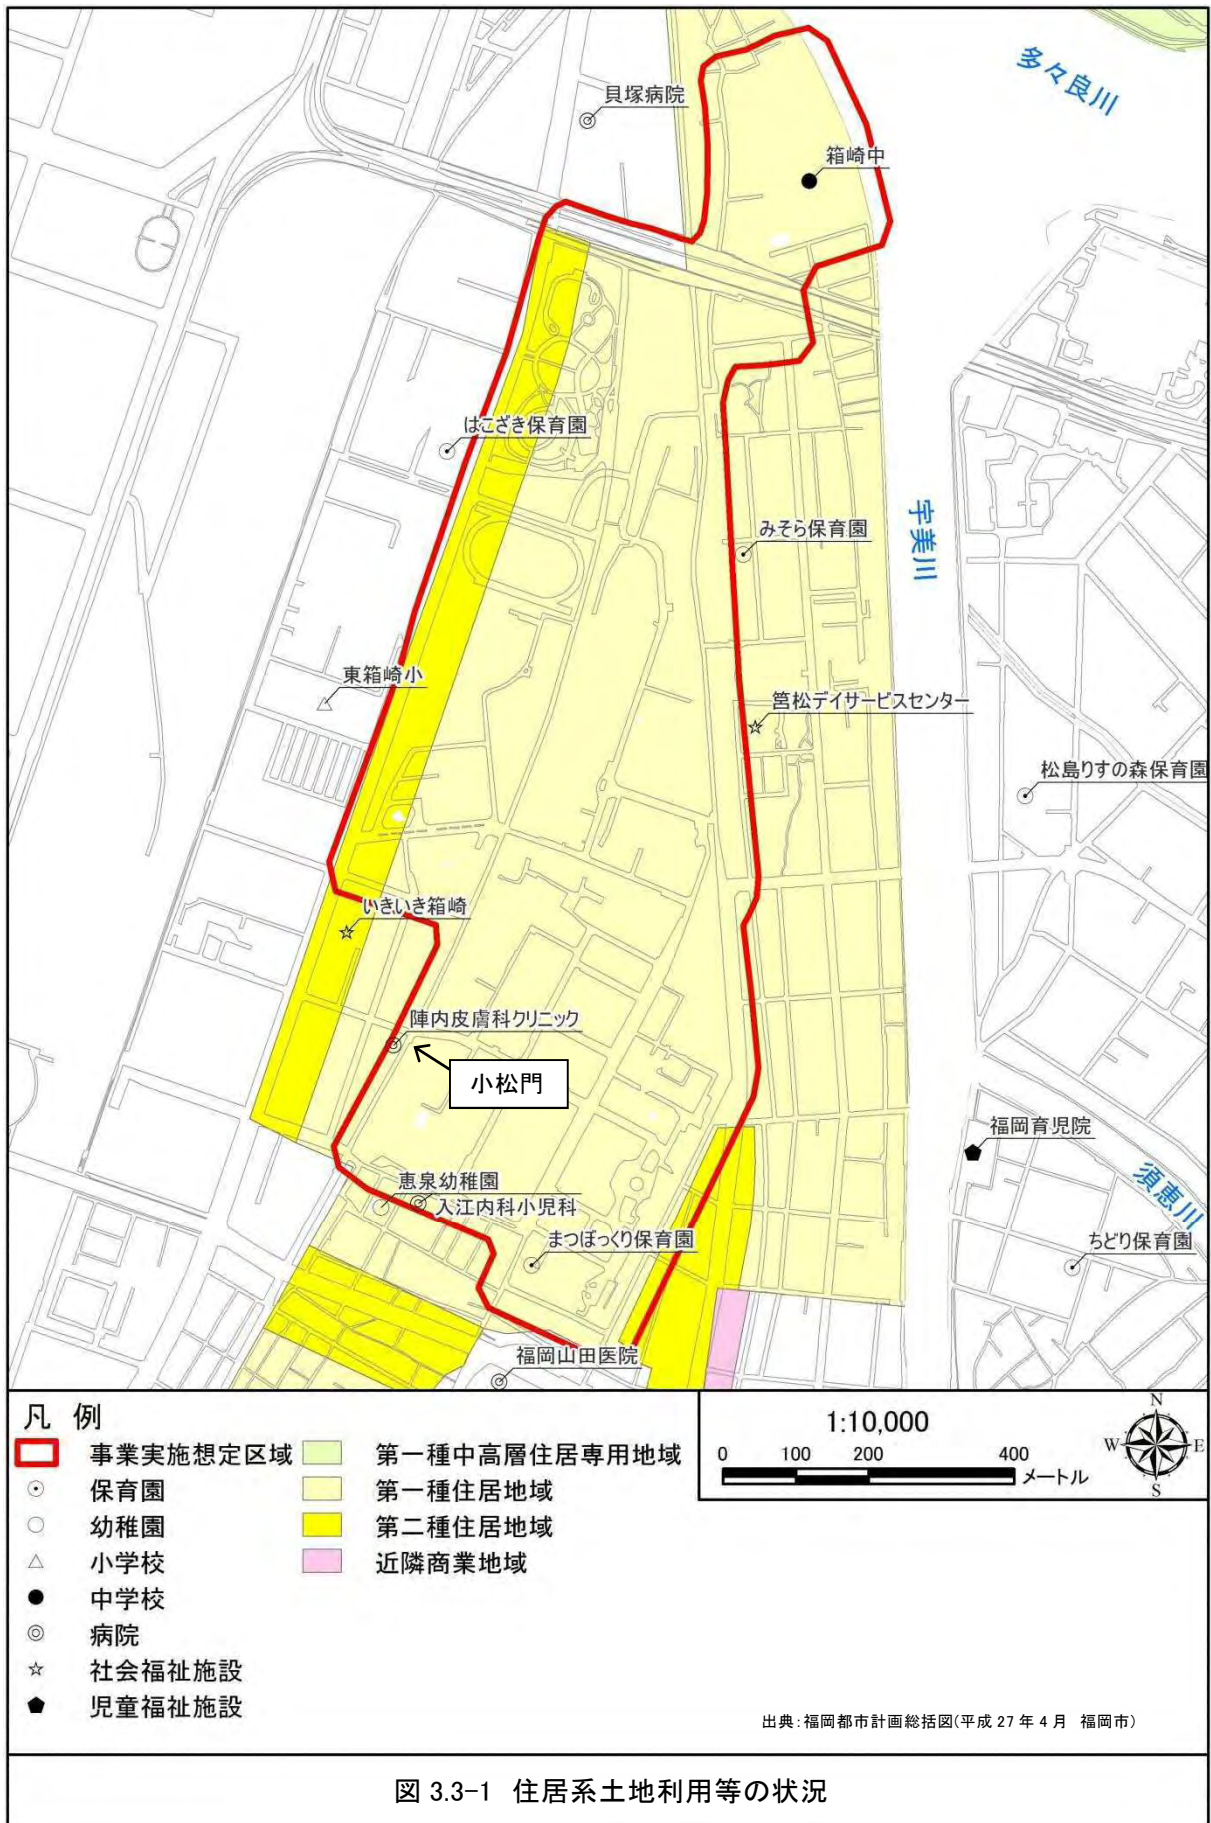 多々良川
貝塚病院
箱崎中
はこざき保育園
みそら保育園
宇美川
東箱崎小
筥松デイサービスセンター
松島りすの森保育園
いきいき箱崎
陣内皮膚科クリニック
小松門
福岡育児院
須恵川
恵泉幼稚園
入江内科小児科
まつぼっくり保育園
ちどり保育園
福岡山田医院
凡 例
事業実施想定区域
保育園
幼稚園
小学校
中学校
病院
社会福祉施設
児童福祉施設
第一種中高層住居専用地域
第一種住居地域
第二種住居地域
近隣商業地域
1:10,000
0 100 200 400
メートル
N
W E
S
出典:福岡都市計画総括図(平成 27 年 4 月 福岡市)
図 3.3-1 住居系土地利用等の状況